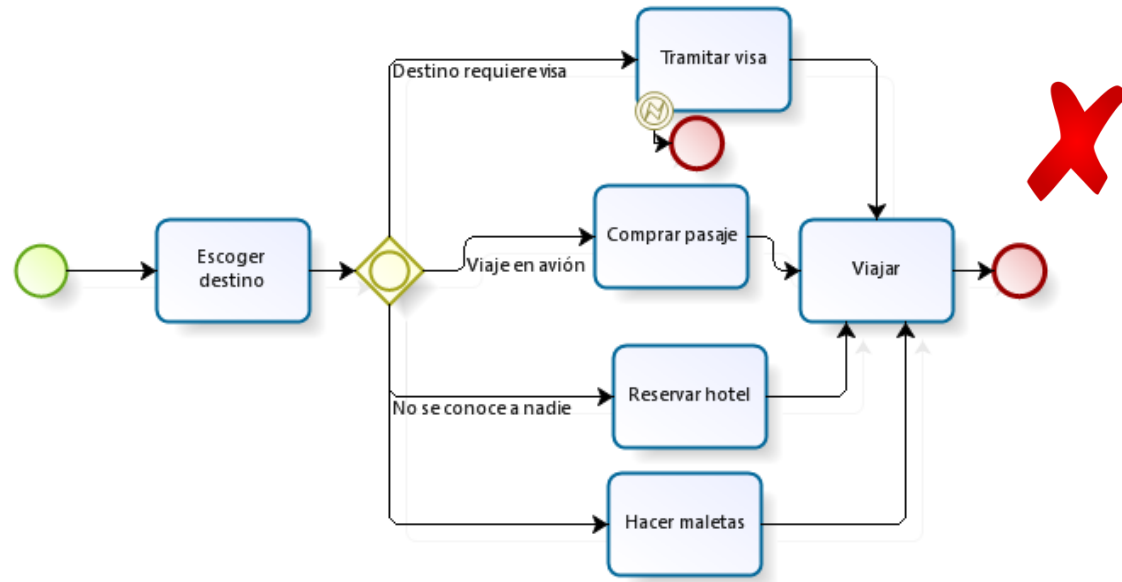 Tramitar visa
Destino requiere visa
Comprar pasaje
Escoger
destino
Viaje en avión
Viajar
Reservar hotel
No se conoce a nadie
Hacer maletas